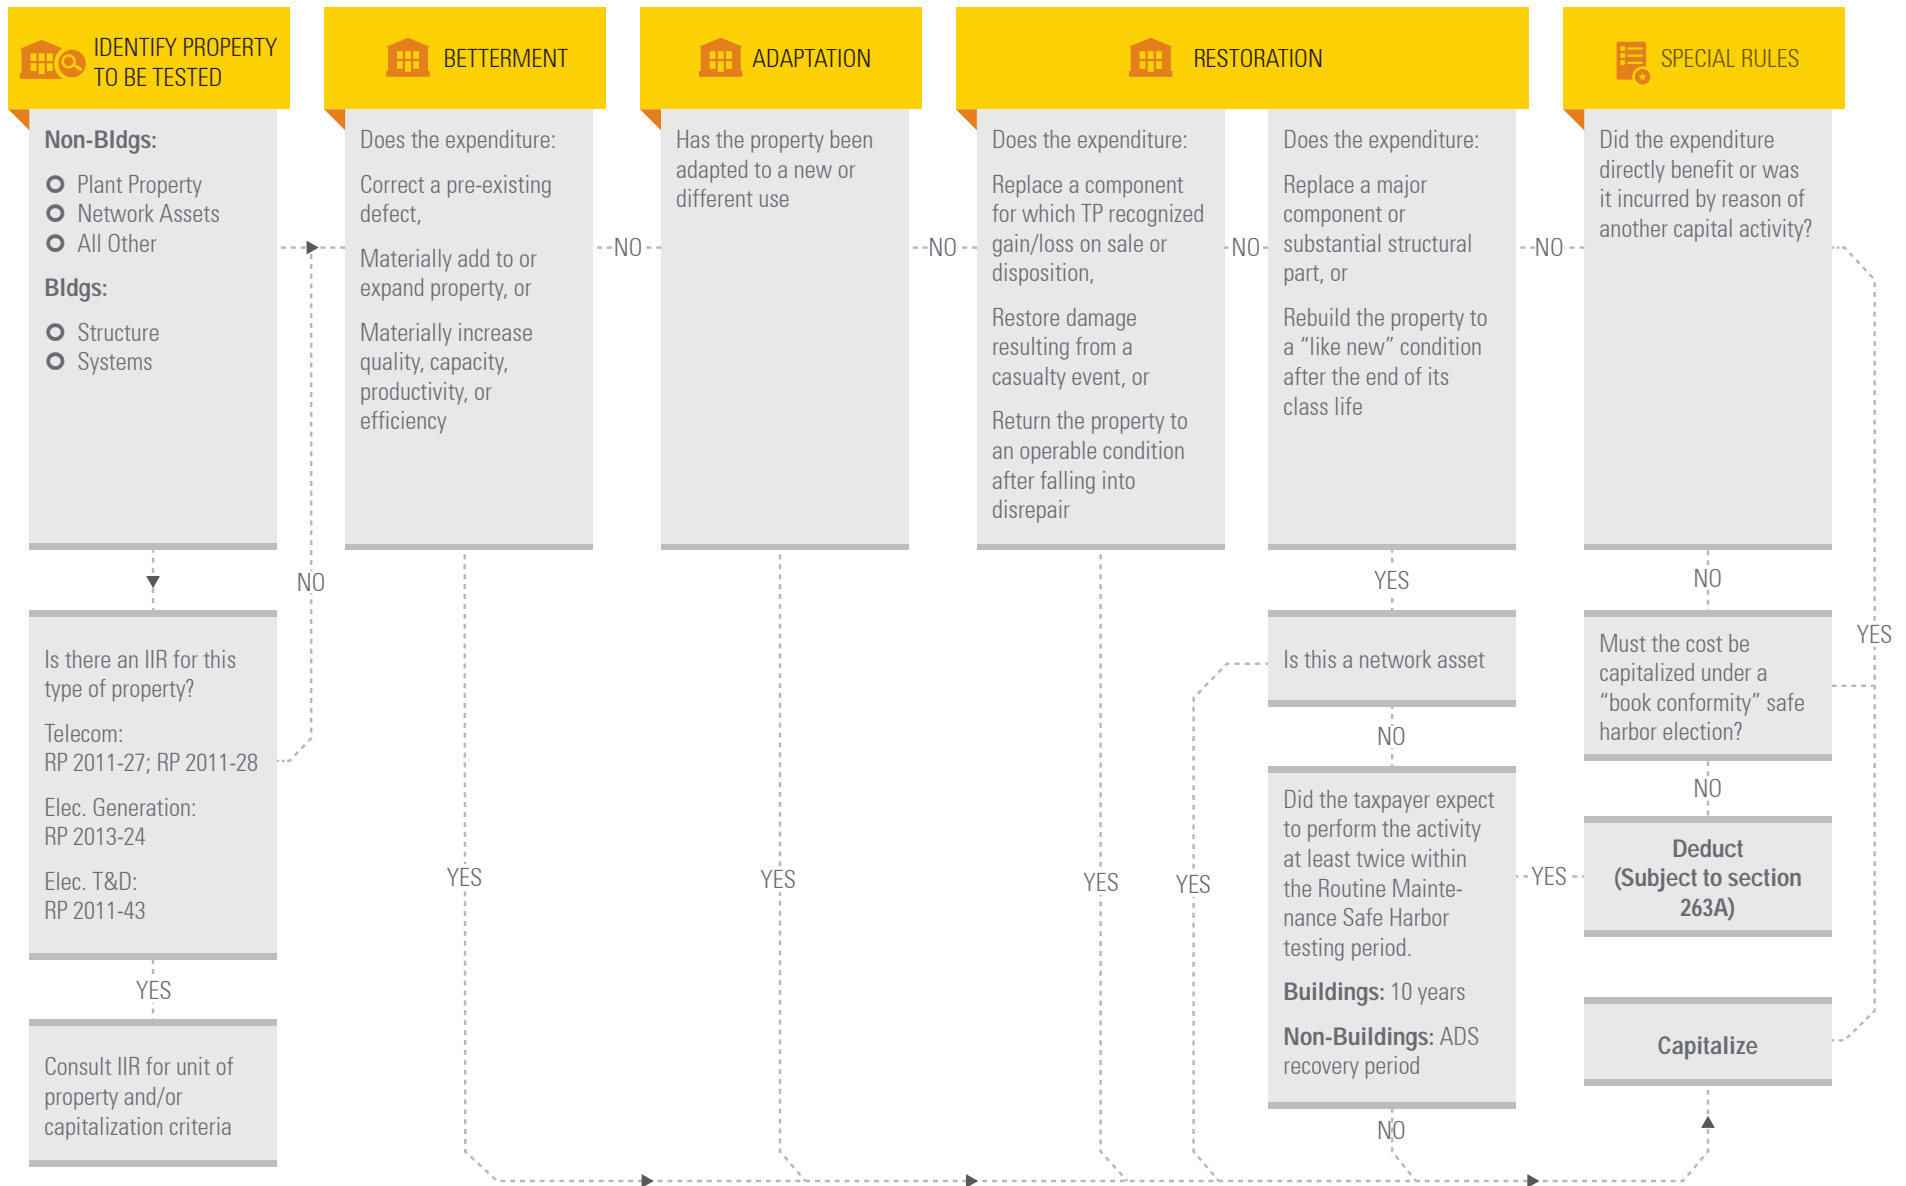 IDENTIFY PROPERTY
TO BE TESTED
Non-Bldgs:
Plant Property
Network Assets
All Other
Bldgs:
Structure
Systems
NO
Is there an IIR for this
type of property?
Telecom:
RP 2011-27; RP 2011-28
Elec. Generation:
RP 2013-24
Elec. T&D:
RP 2011-43
YES
Consult IIR for unit of
property and/or
capitalization criteria
BETTERMENT
Does the expenditure:
Correct a pre-existing
defect,
Materially add to or
expand property, or
Materially increase
quality, capacity,
productivity, or
efficiency
NO
YES
ADAPTATION
Has the property been
adapted to a new or
different use
NO
YES
RESTORATION
Does the expenditure:
Replace a component
for which TP recognized
gain/loss on sale or
disposition,
Restore damage
resulting from a
casualty event, or
Return the property to
an operable condition
after falling into
disrepair
NO
YES
Does the expenditure:
Replace a major
component or
substantial structural
part, or
Rebuild the property to
a “like new” condition
after the end of its
class life
NO
YES
Is this a network asset
YES
NO
Did the taxpayer expect
to perform the activity
at least twice within
the Routine Mainte-
nance Safe Harbor
testing period.
Buildings: 10 years
Non-Buildings: ADS
recovery period
YES
NO
SPECIAL RULES
Did the expenditure
directly benefit or was
it incurred by reason of
another capital activity?
NO
YES
Must the cost be
capitalized under a
“book conformity” safe
harbor election?
NO
Deduct
(Subject to section
263A)
Capitalize